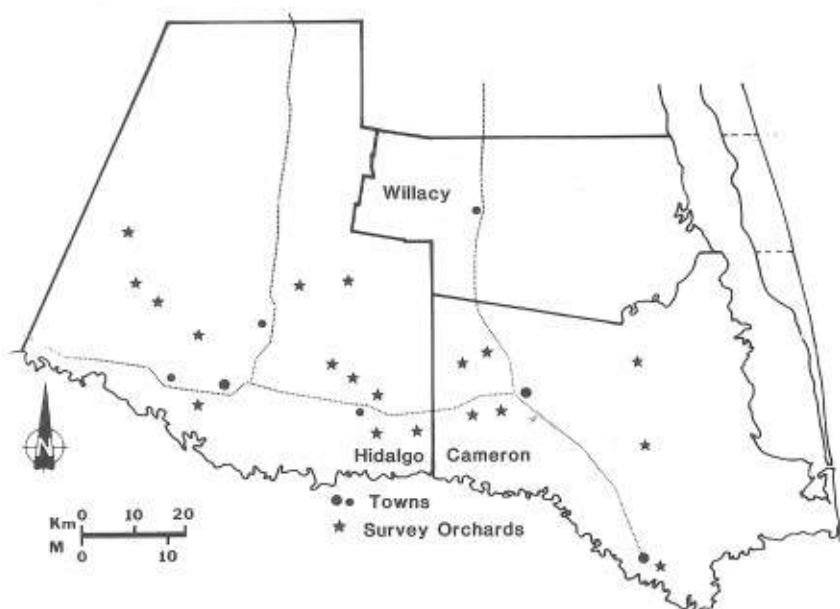 Willacy
Hidalgo Cameron
N
Towns
Survey Orchards
Km 0 10 20
M 0 10